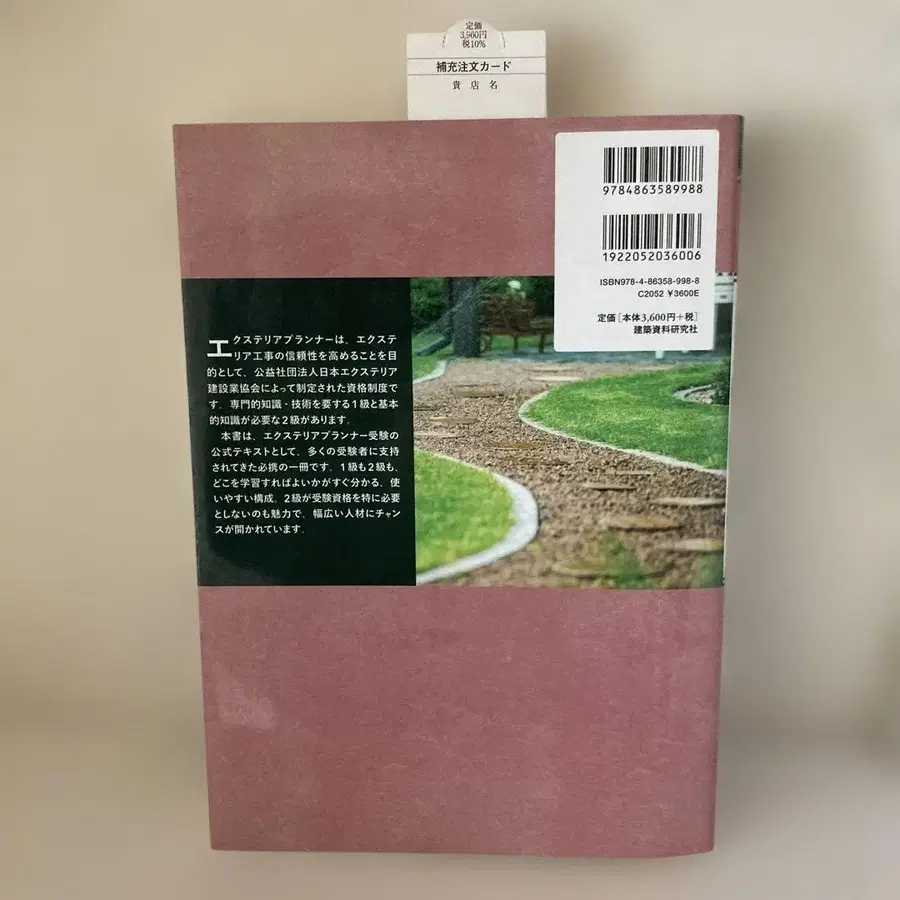 定価
3,960円
税10%
補充注文カード
貴店名
9784863589988
1922052036006
ISBN978-4-86358-998-8
C2052 ¥3600E
定価[本体3,600円+税]
建築資料研究社
エクステリアプランナーは、エクステ
リア工事の信頼性を高めることを目
的として、公益社団法人日本エクステリア
建設業協会によって制定された資格制度で
す。専門的知識・技術を要する1級と基本
的知識が必要な2級があります。
本書は、エクステリアプランナー受験の
公式テキストとして、多くの受験者に支持
されてきた必携の一冊です。1級も2級も、
どこを学習すればよいかがすぐ分かる、使
いやすい構成。2級が受験資格を特に必要
としないのも魅力で、幅広い人材にチャン
スが開かれています。